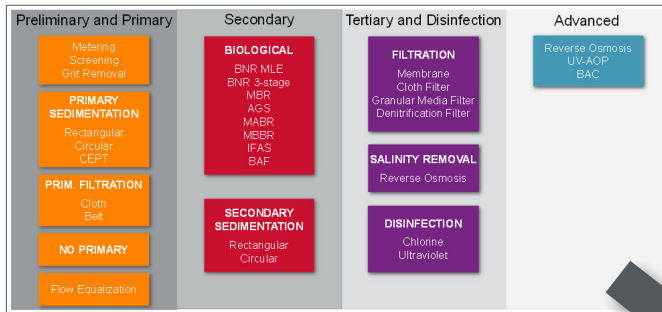 Preliminary and Primary
Metering
Screening
Grit Removal
PRIMARY
SEDIMENTATION
Rectangular
Circular
CEPT
PRIM. FILTRATION
Cloth
Belt
NO PRIMARY
Flow Equalization
Secondary
BIOLOGICAL
BNR MLE
BNR 3-stage
MBR
AGS
MABR
MBBR
IFAS
BAF
SECONDARY
SEDIMENTATION
Rectangular
Circular
Tertiary and Disinfection
FILTRATION
Membrane
Cloth Filter
Granular Media Filter
Denitrification Filter
SALINITY REMOVAL
Reverse Osmosis
DISINFECTION
Chlorine
Ultraviolet
Advanced
Reverse Osmosis
UV-AOP
BAC